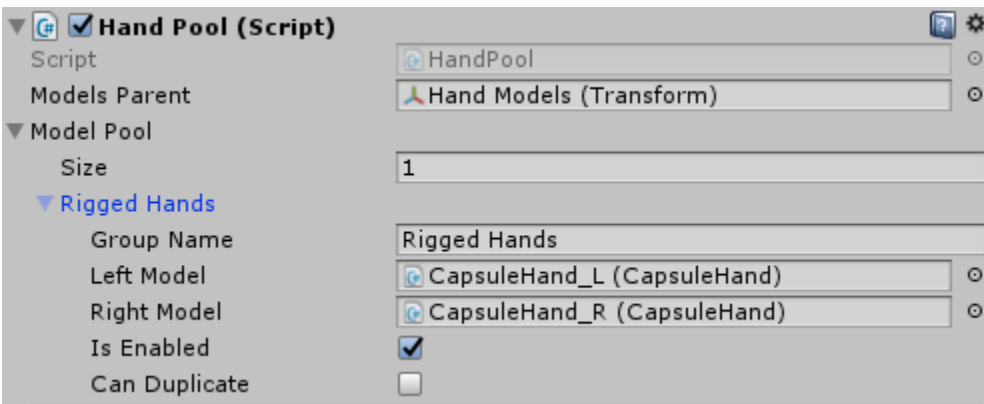 Hand Pool (Script)
Script HandPool
Models Parent Hand Models (Transform)
Model Pool
Size 1
Rigged Hands
Group Name Rigged Hands
Left Model CapsuleHand_L (CapsuleHand)
Right Model CapsuleHand_R (CapsuleHand)
Is Enabled
Can Duplicate